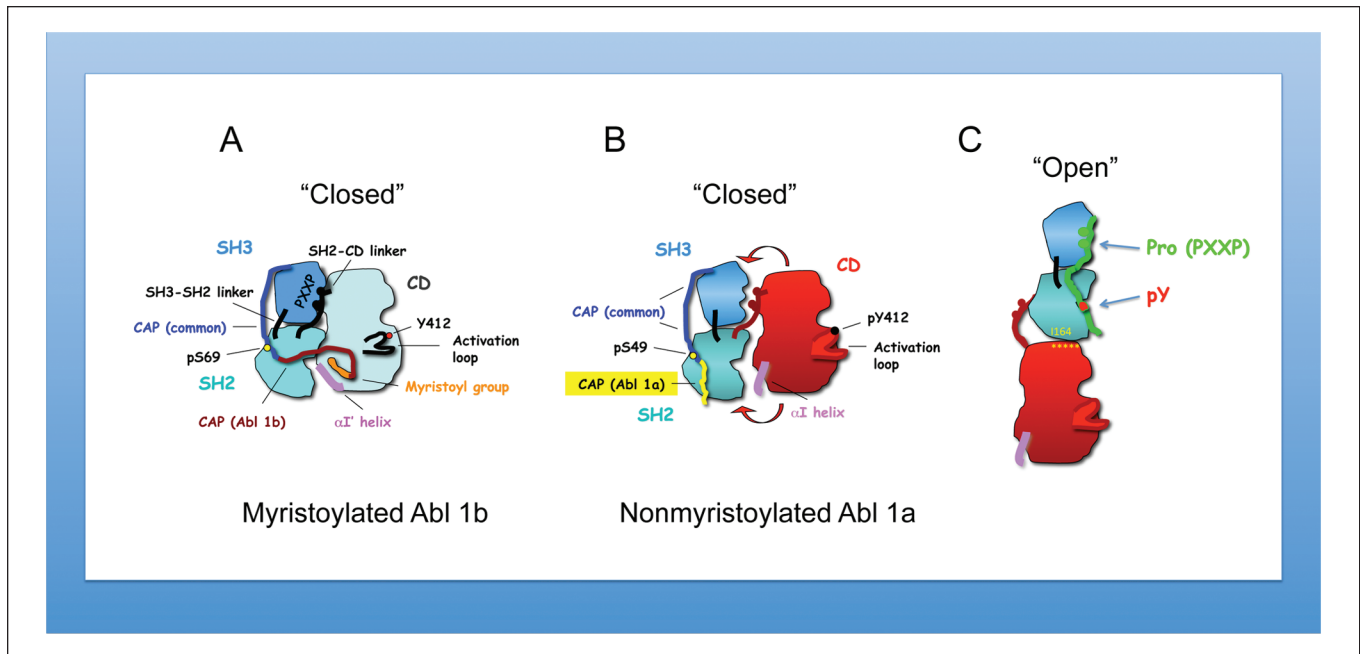 A
"Closed"
SH3
SH2-CD linker
PXXP
CD
SH3-SH2 linker
CAP (common)
Y412
pS69
Activation
loop
SH2
Myristoyl group
CAP (Abl 1b)
αI' helix
Myristoylated Abl 1b
B
"Closed"
SH3
CD
CAP (common)
pY412
pS49
Activation
loop
CAP (Abl 1a)
SH2
αI helix
Nonmyristoylated Abl 1a
C
"Open"
Pro (PXXP)
pY
I164